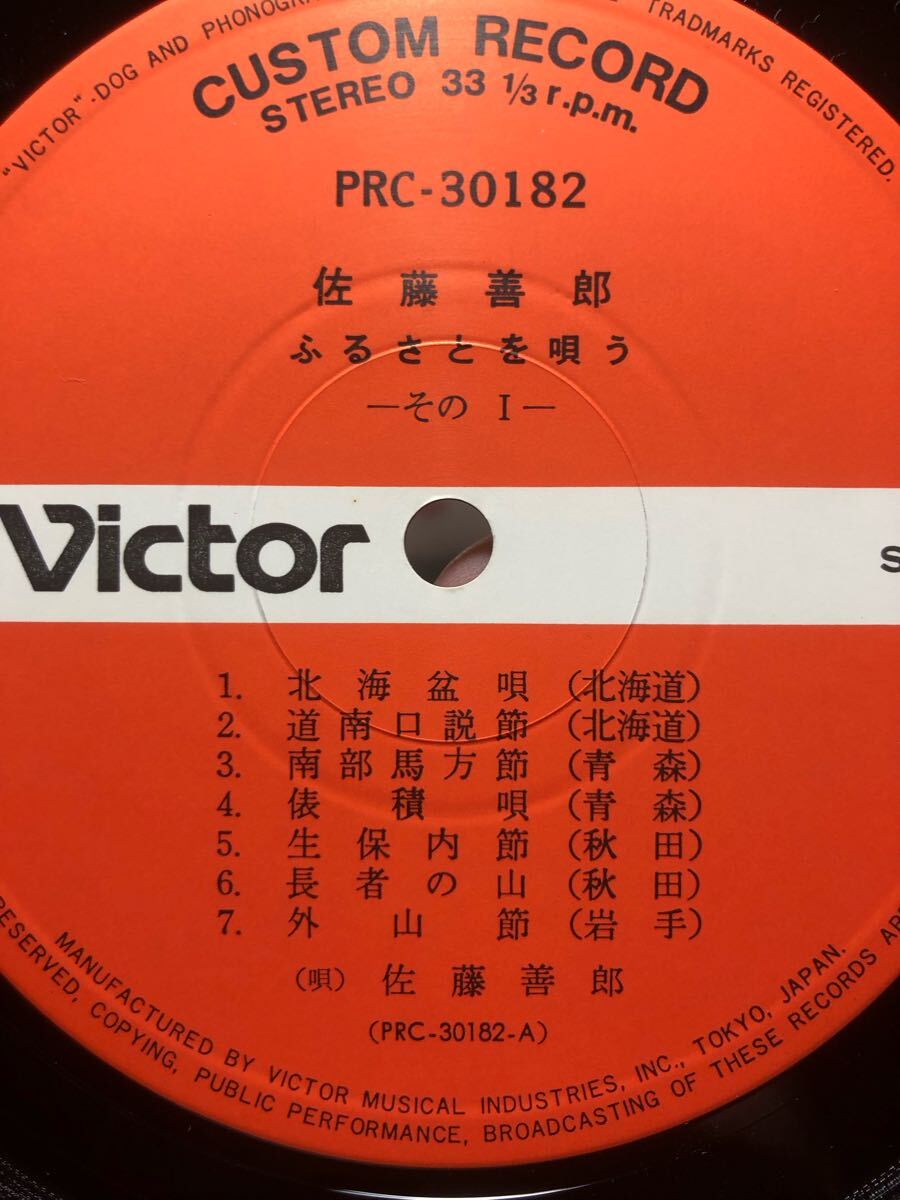 "VICTOR"-DOG AND PHONOGRA
TRADMARKS REGISTERED.
CUSTOM RECORD
STEREO 33 1/3 r.p.m.
PRC-30182
佐藤善郎
ふるさとを唄う
—その I—
Victor
S
1. 北海盆唄 (北海道)
2. 道南口説節 (北海道)
3. 南部馬方節 (青森)
4. 俵積唄 (青森)
5. 生保内節 (秋田)
6. 長者の山 (秋田)
7. 外山節 (岩手)
(唄) 佐藤善郎
(PRC-30182-A)
MANUFACTURED BY VICTOR MUSICAL INDUSTRIES, INC., TOKYO, JAPAN.
RESERVED, COPYING, PUBLIC PERFORMANCE, BROADCASTING OF THESE RECORDS AR